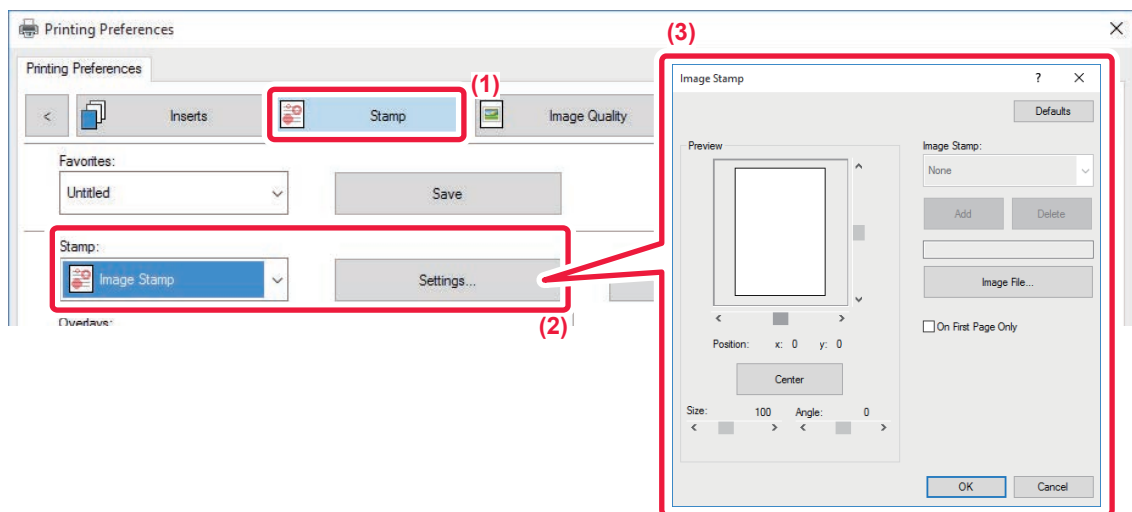 Printing Preferences
(3)
Printing Preferences
(1)
< Inserts Stamp Image Quality
Favorites:
Untitled Save
Stamp:
Image Stamp Settings...
(2)
Overlays:
Image Stamp ? ×
Defaults
Preview
Position: x: 0 y: 0
Center
Size: 100 Angle: 0
Image Stamp:
None
Add Delete
Image File...
On First Page Only
OK Cancel